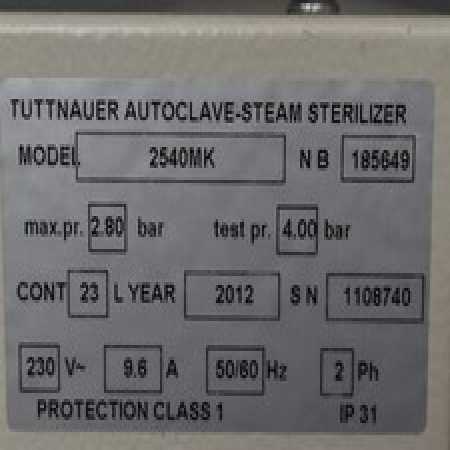 TUTTNAUER AUTOCLAVE-STEAM STERILIZER
MODEL 2540MK N B 185649
max.pr. 2.80 bar test pr. 4.00 bar
CONT 23 L YEAR 2012 S N 1108740
230 V~ 9.6 A 50/60 Hz 2 Ph
PROTECTION CLASS 1 IP 31